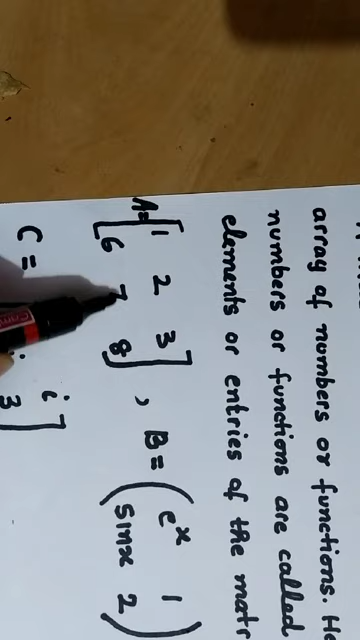 array of numbers or functions. He
numbers or functions are called
elements or entries of the matr
A= [ 1 2 3 ] , B = ( eˣ 1 )
[ 6 7 8 ] ( sinx 2 )
C = i ]
3 ]